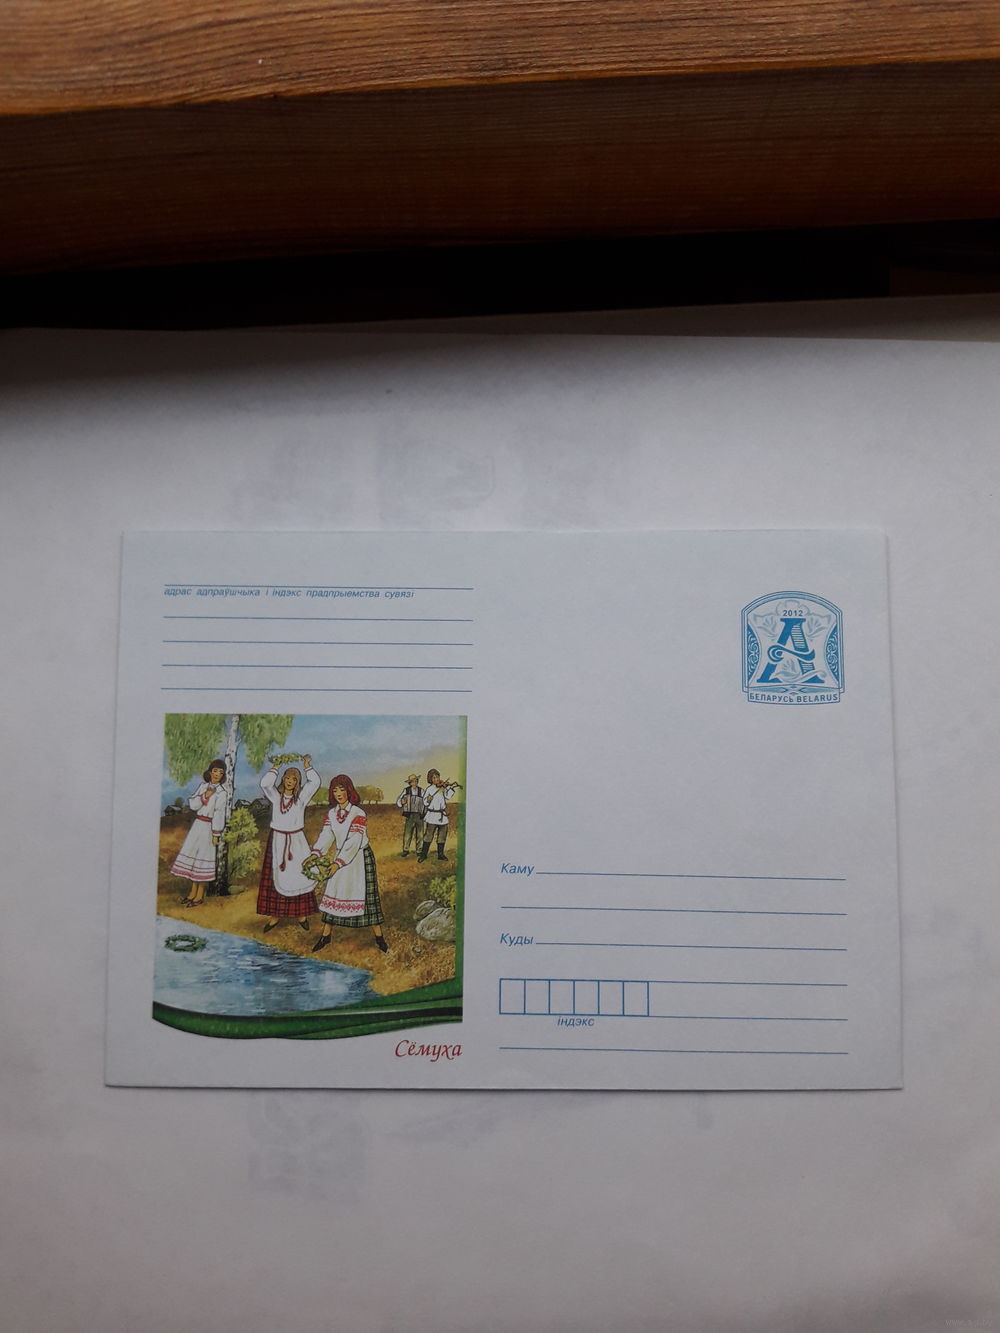 адрас адпраўшчыка і індэкс прадпрыемства сувязі
2012
А
БЕЛАРУСЬ BELARUS
Каму
Куды
індэкс
Сёмуха